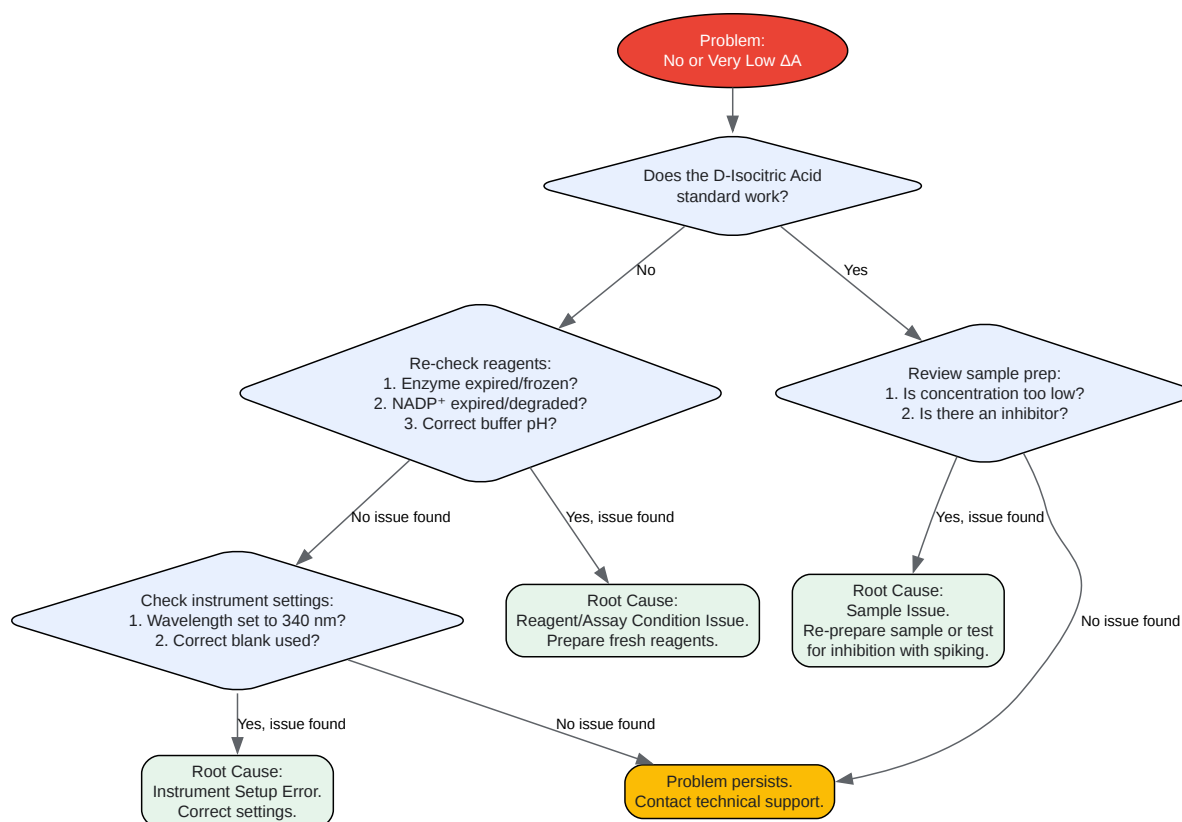 Problem:
No or Very Low ΔA
Does the D-Isocitric Acid
standard work?
No
Yes
Re-check reagents:
1. Enzyme expired/frozen?
2. NADP⁺ expired/degraded?
3. Correct buffer pH?
Review sample prep:
1. Is concentration too low?
2. Is there an inhibitor?
No issue found
Yes, issue found
Yes, issue found
No issue found
Check instrument settings:
1. Wavelength set to 340 nm?
2. Correct blank used?
Root Cause:
Reagent/Assay Condition Issue.
Prepare fresh reagents.
Root Cause:
Sample Issue.
Re-prepare sample or test
for inhibition with spiking.
Yes, issue found
No issue found
Root Cause:
Instrument Setup Error.
Correct settings.
Problem persists.
Contact technical support.